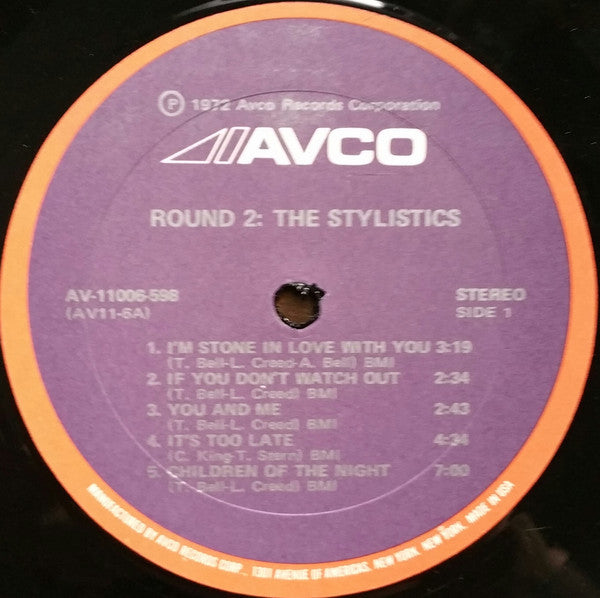 ℗ 1972 Avco Records Corporation
AVCO
ROUND 2: THE STYLISTICS
AV-11006-598 STEREO
(AV11-6A) SIDE 1
1. I'M STONE IN LOVE WITH YOU 3:19
(T. Bell-L. Creed-A. Bell) BMI
2. IF YOU DON'T WATCH OUT 2:34
(T. Bell-L. Creed) BMI
3. YOU AND ME 2:43
(T. Bell-L. Creed) BMI
4. IT'S TOO LATE 4:34
(C. King-T. Stern) BMI
5. CHILDREN OF THE NIGHT 7:00
(T. Bell-L. Creed) BMI
MANUFACTURED BY AVCO RECORDS CORP., 1301 AVENUE OF AMERICAS, NEW YORK, NEW YORK. MADE IN USA